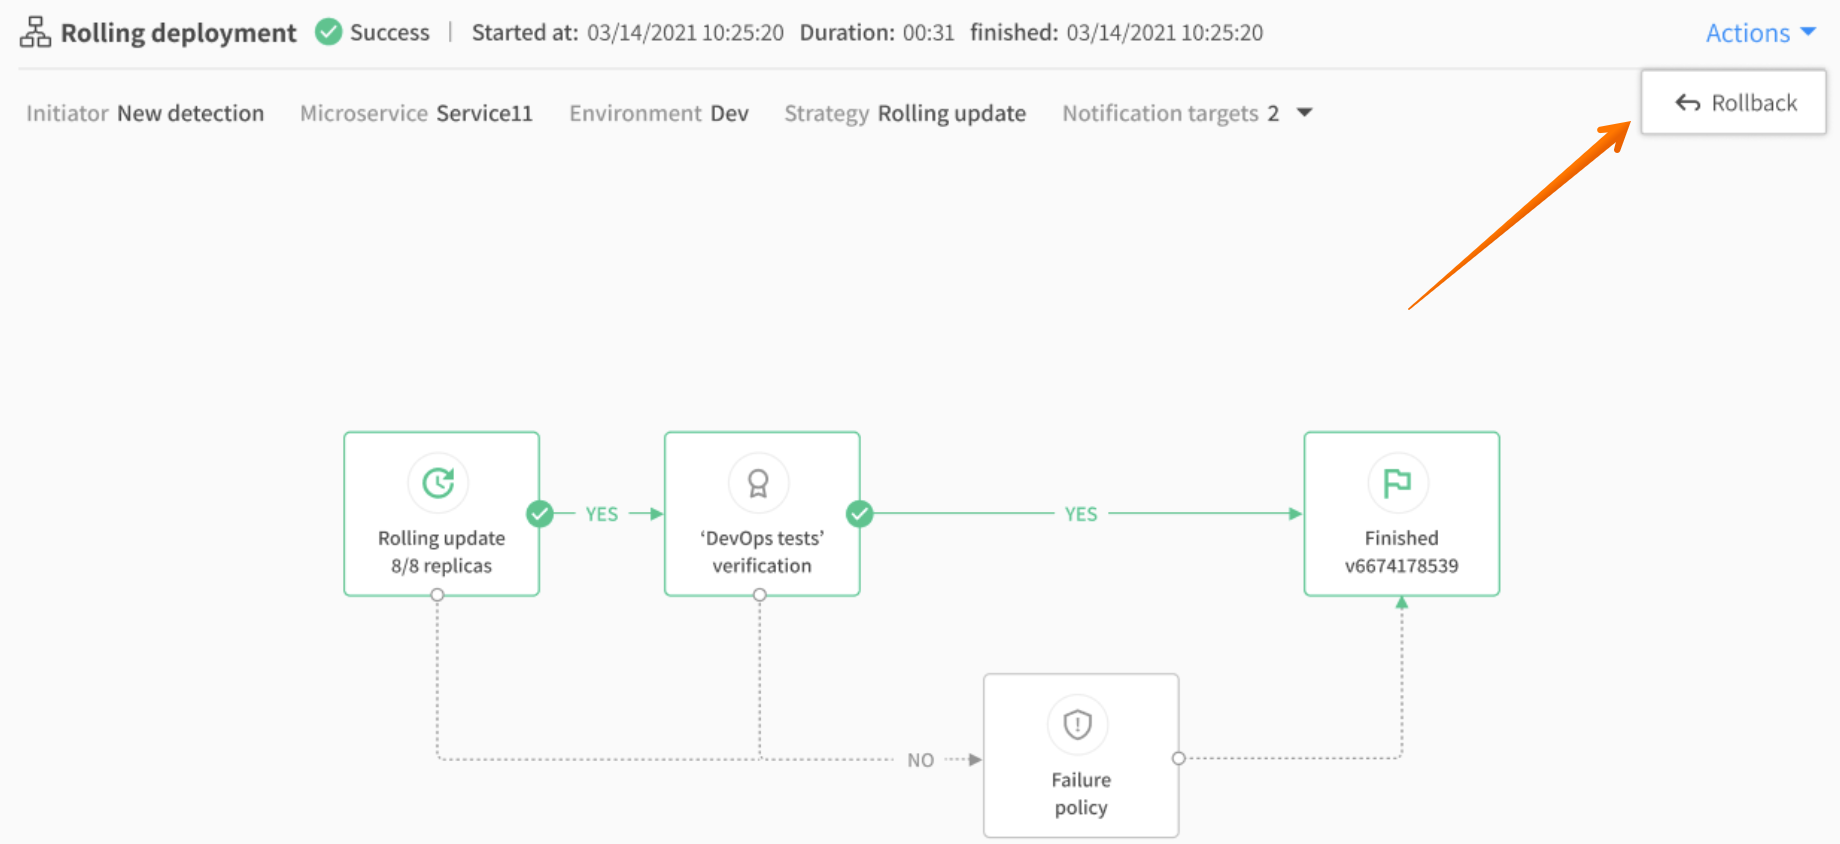 Rolling deployment Success | Started at: 03/14/2021 10:25:20 Duration: 00:31 finished: 03/14/2021 10:25:20 Actions
Rollback
Initiator New detection Microservice Service11 Environment Dev Strategy Rolling update Notification targets 2
Rolling update
8/8 replicas
YES
‘DevOps tests’
verification
YES
Finished
v6674178539
NO
Failure
policy